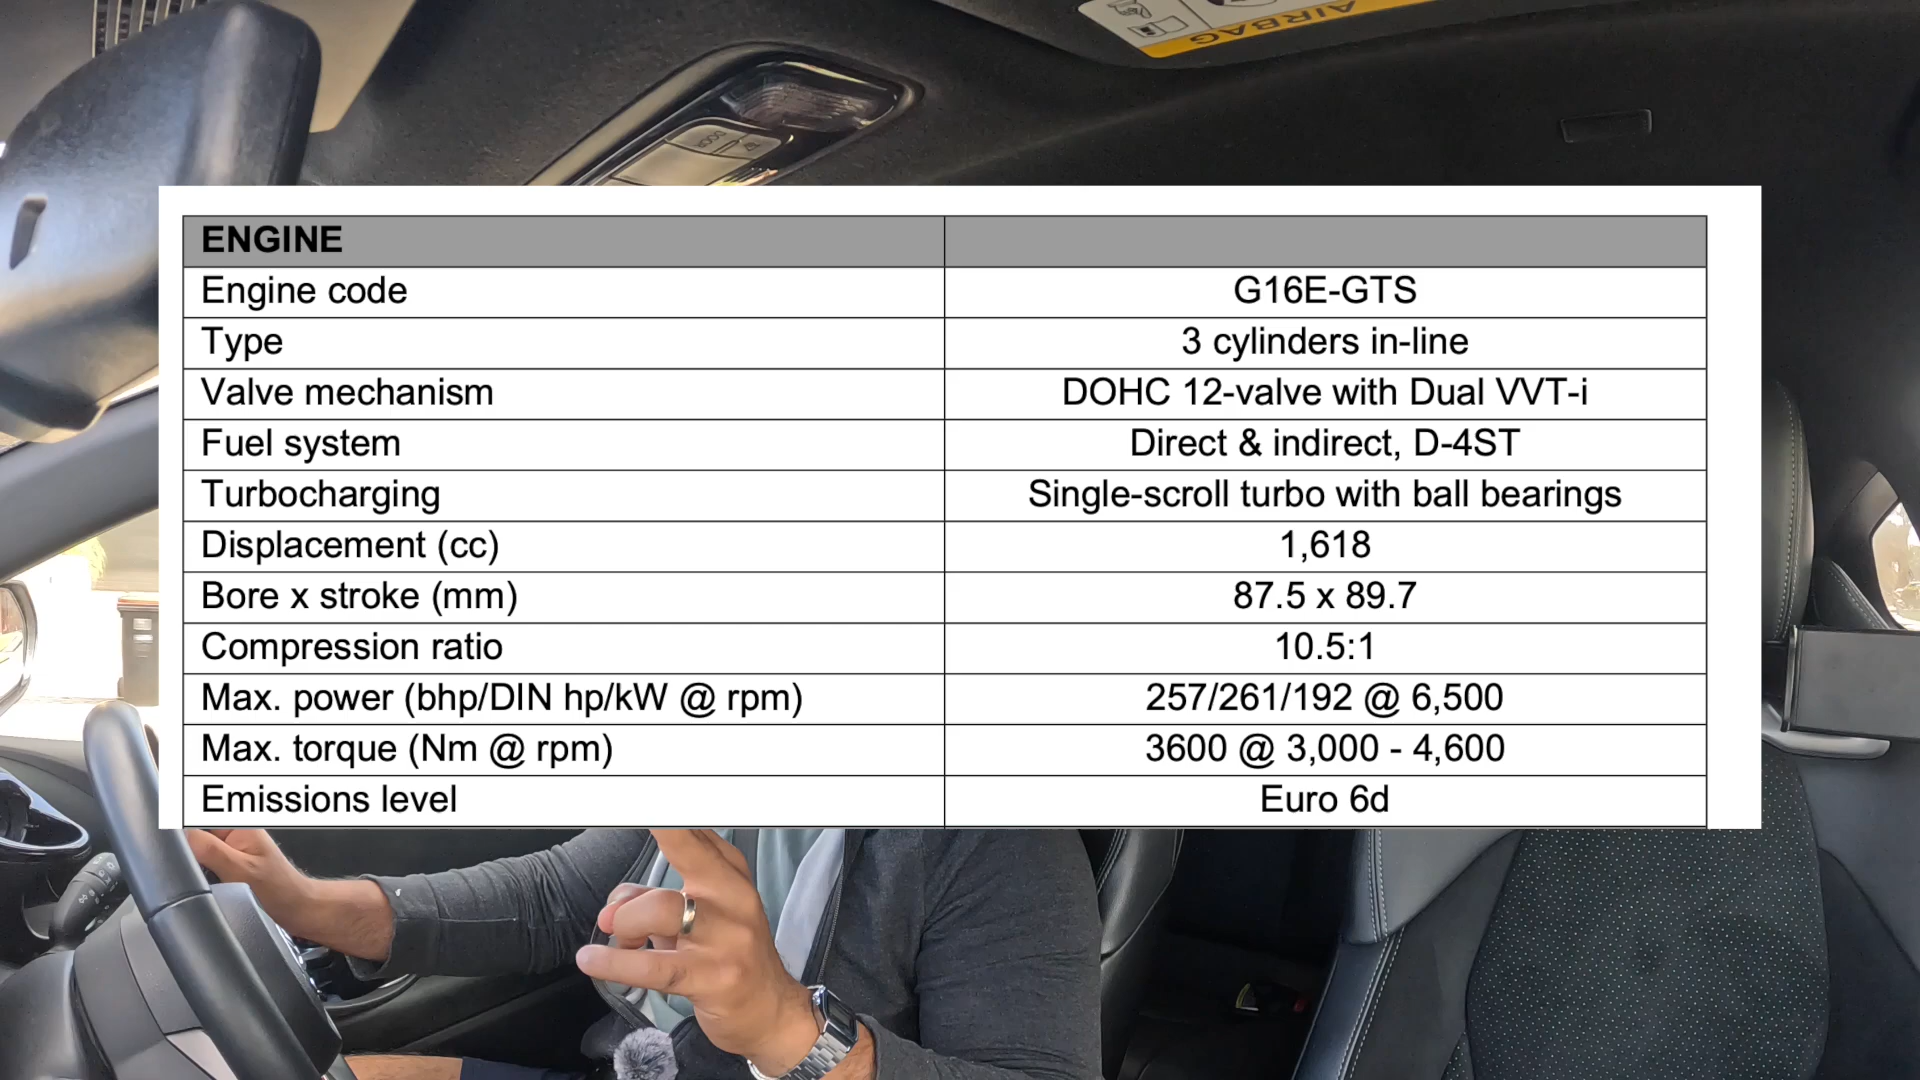 AIRBAG
DOOR
ENGINE
Engine code G16E-GTS
Type 3 cylinders in-line
Valve mechanism DOHC 12-valve with Dual VVT-i
Fuel system Direct & indirect, D-4ST
Turbocharging Single-scroll turbo with ball bearings
Displacement (cc) 1,618
Bore x stroke (mm) 87.5 x 89.7
Compression ratio 10.5:1
Max. power (bhp/DIN hp/kW @ rpm) 257/261/192 @ 6,500
Max. torque (Nm @ rpm) 3600 @ 3,000 - 4,600
Emissions level Euro 6d